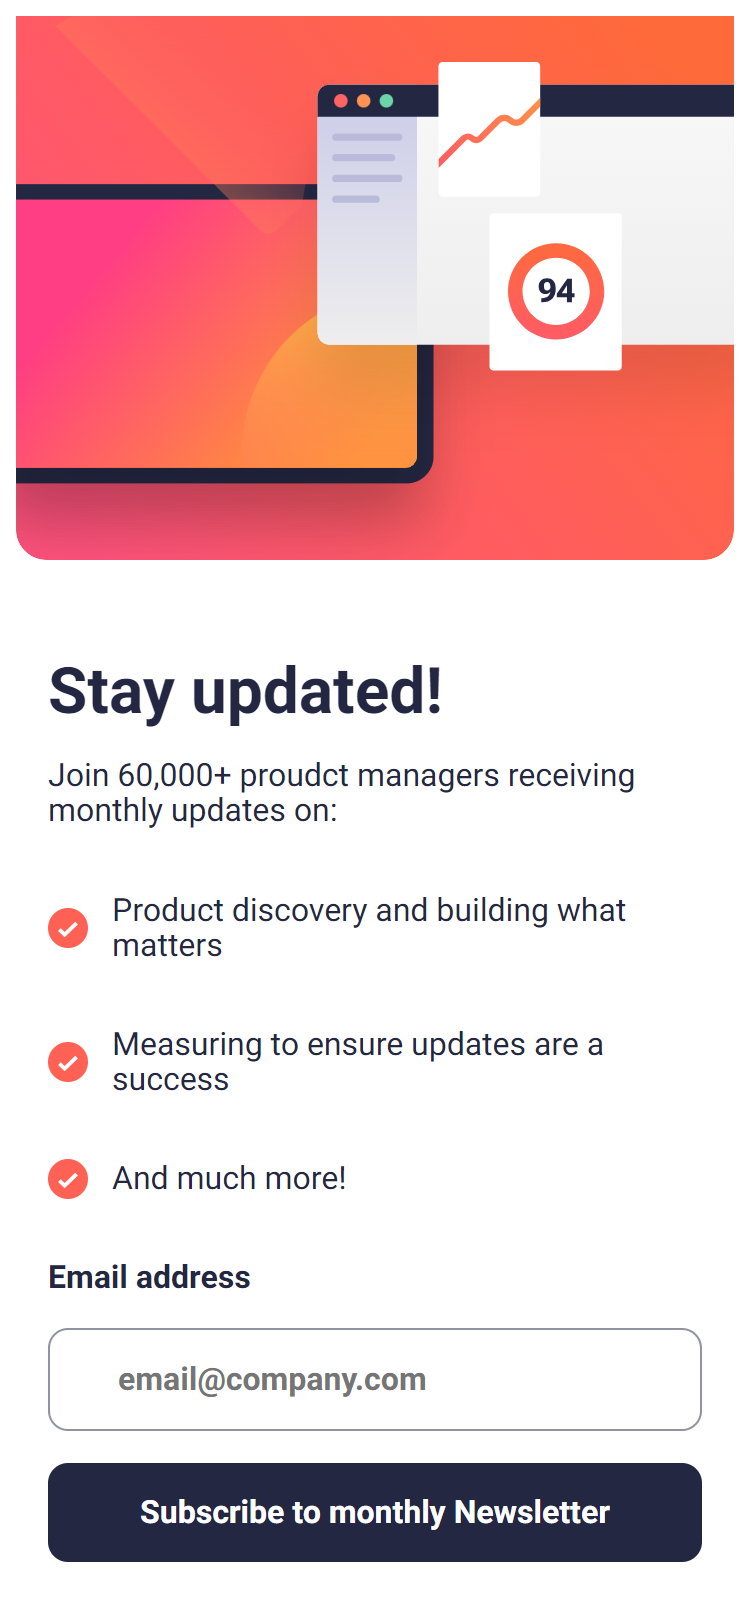 94
Stay updated!
Join 60,000+ proudct managers receiving
monthly updates on:
Product discovery and building what
matters
Measuring to ensure updates are a
success
And much more!
Email address
email@company.com
Subscribe to monthly Newsletter